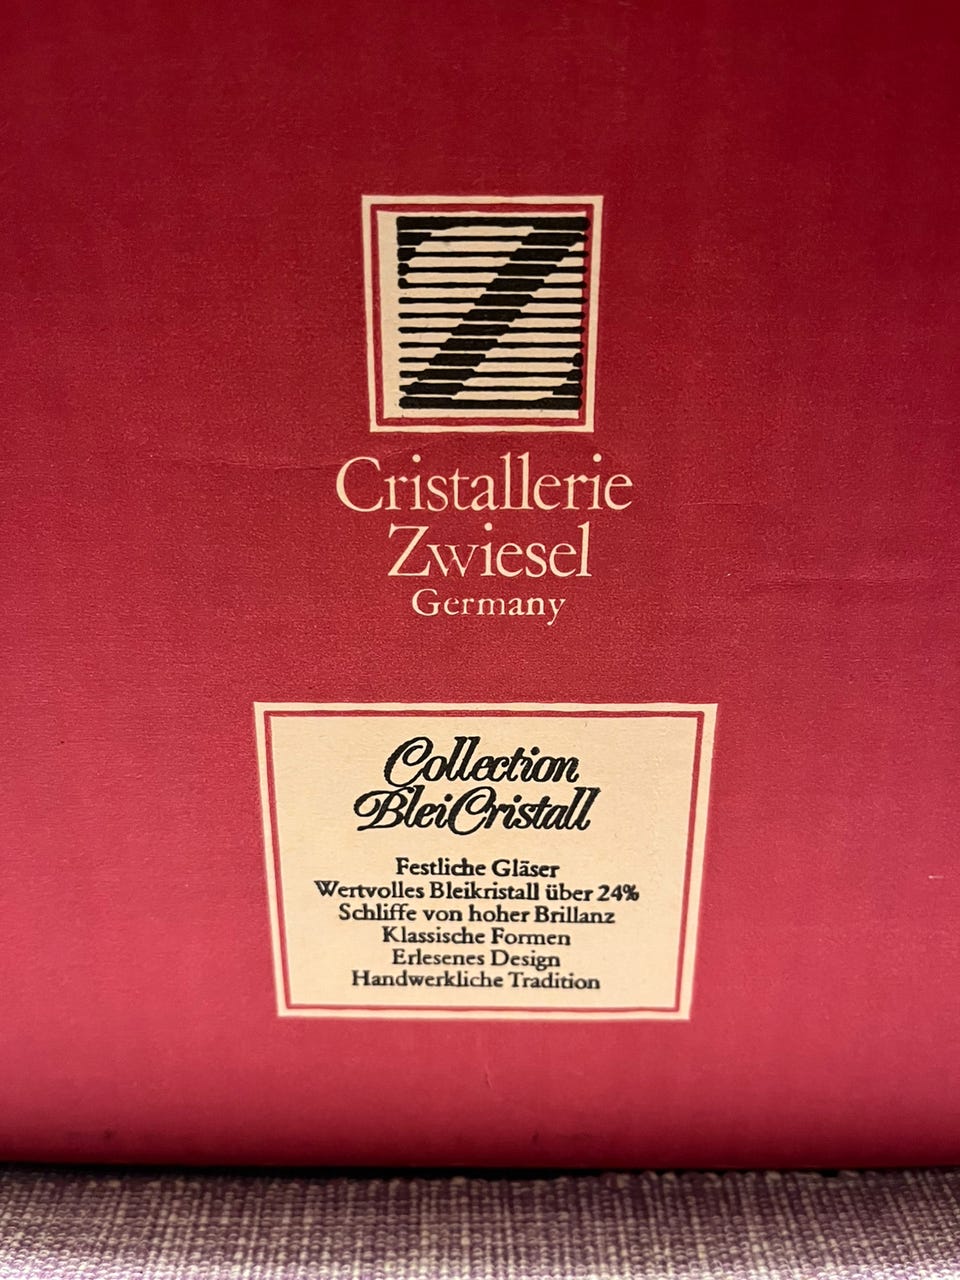 Z
Cristallerie
Zwiesel
Germany
Collection
BleiCristall
Festliche Gläser
Wertvolles Bleikristall über 24%
Schliffe von hoher Brillanz
Klassische Formen
Erlesenes Design
Handwerkliche Tradition